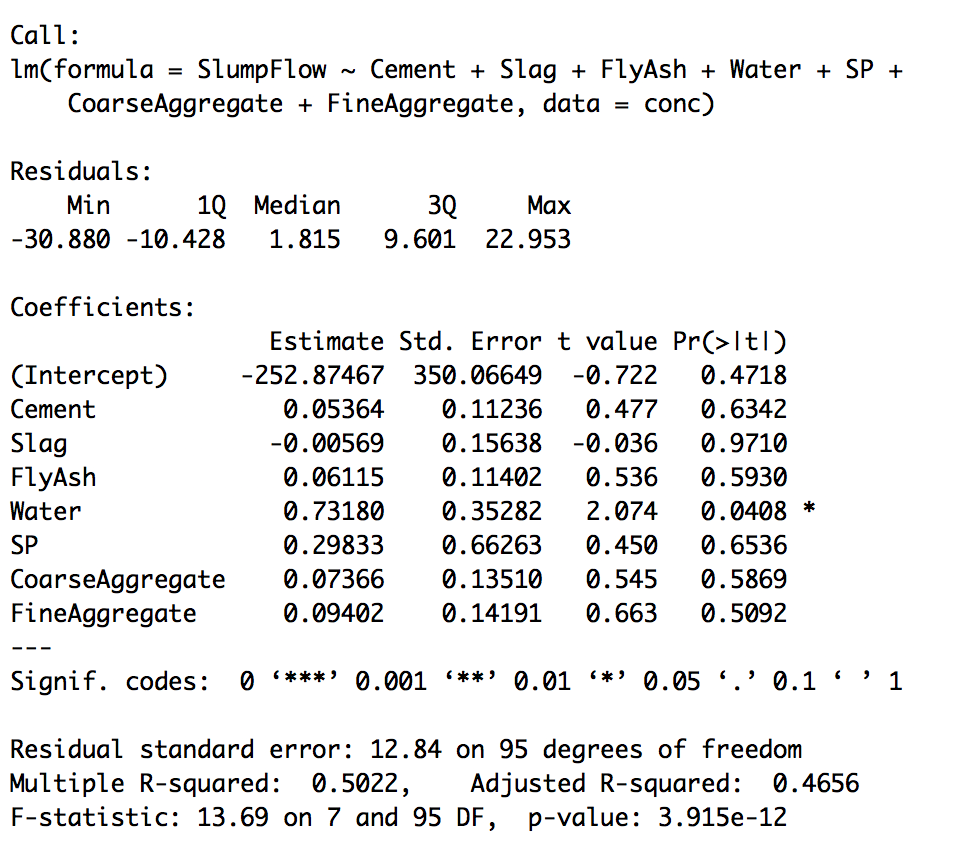 Call:
lm(formula = SlumpFlow ~ Cement + Slag + FlyAsh + Water + SP +
    CoarseAggregate + FineAggregate, data = conc)

Residuals:
    Min      1Q  Median      3Q     Max
-30.880 -10.428   1.815   9.601  22.953

Coefficients:
                  Estimate Std. Error t value Pr(>|t|)
(Intercept)     -252.87467  350.06649  -0.722   0.4718
Cement             0.05364    0.11236   0.477   0.6342
Slag              -0.00569    0.15638  -0.036   0.9710
FlyAsh             0.06115    0.11402   0.536   0.5930
Water              0.73180    0.35282   2.074   0.0408 *
SP                 0.29833    0.66263   0.450   0.6536
CoarseAggregate    0.07366    0.13510   0.545   0.5869
FineAggregate      0.09402    0.14191   0.663   0.5092
---
Signif. codes:  0 ‘***’ 0.001 ‘**’ 0.01 ‘*’ 0.05 ‘.’ 0.1 ‘ ’ 1

Residual standard error: 12.84 on 95 degrees of freedom
Multiple R-squared:  0.5022,    Adjusted R-squared:  0.4656
F-statistic: 13.69 on 7 and 95 DF,  p-value: 3.915e-12